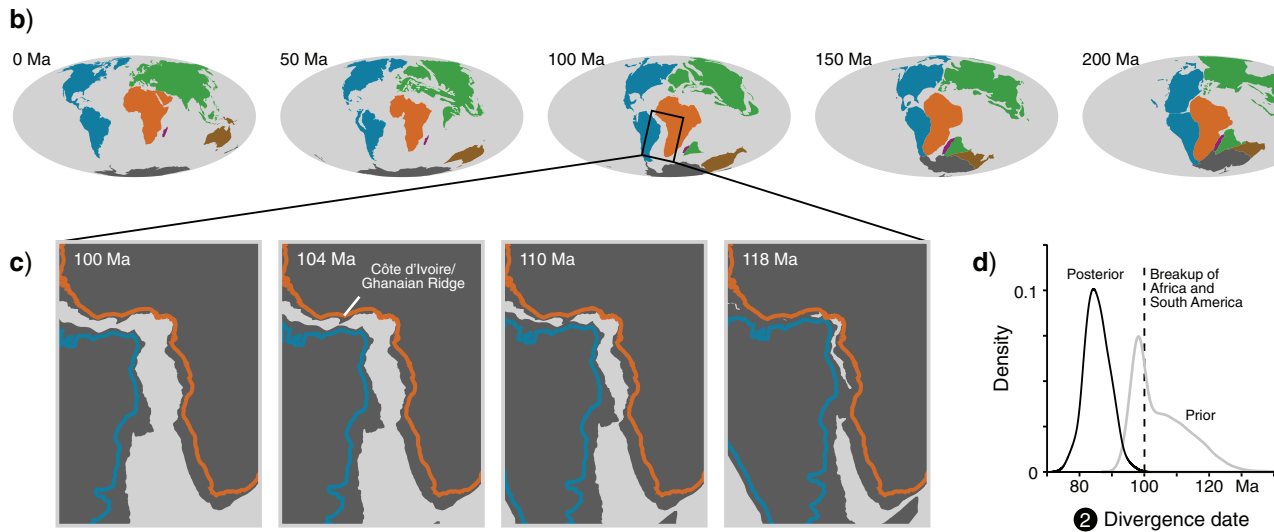 b)
0 Ma
50 Ma
100 Ma
150 Ma
200 Ma
c)
100 Ma
104 Ma
Côte d'Ivoire/
Ghanaian Ridge
110 Ma
118 Ma
d)
Posterior
Breakup of
Africa and
South America
0.1
Density
Prior
0
80
100
120
Ma
2 Divergence date